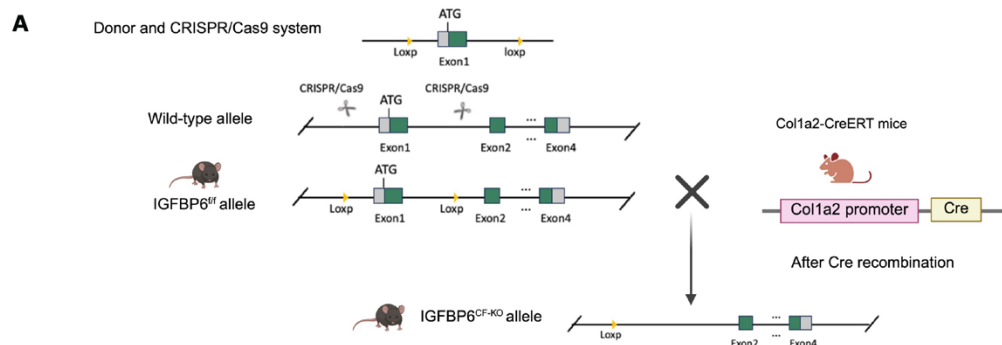 A
Donor and CRISPR/Cas9 system
ATG
Loxp
loxp
Exon1
CRISPR/Cas9
CRISPR/Cas9
Wild-type allele
ATG
...
...
Exon1
Exon2
Exon4
Col1a2-CreERT mice
ATG
IGFBP6f/f allele
...
...
Loxp
Exon1
Loxp
Exon2
Exon4
Col1a2 promoter
Cre
After Cre recombination
IGFBP6CF-KO allele
...
...
Loxp
Exon2
Exon4